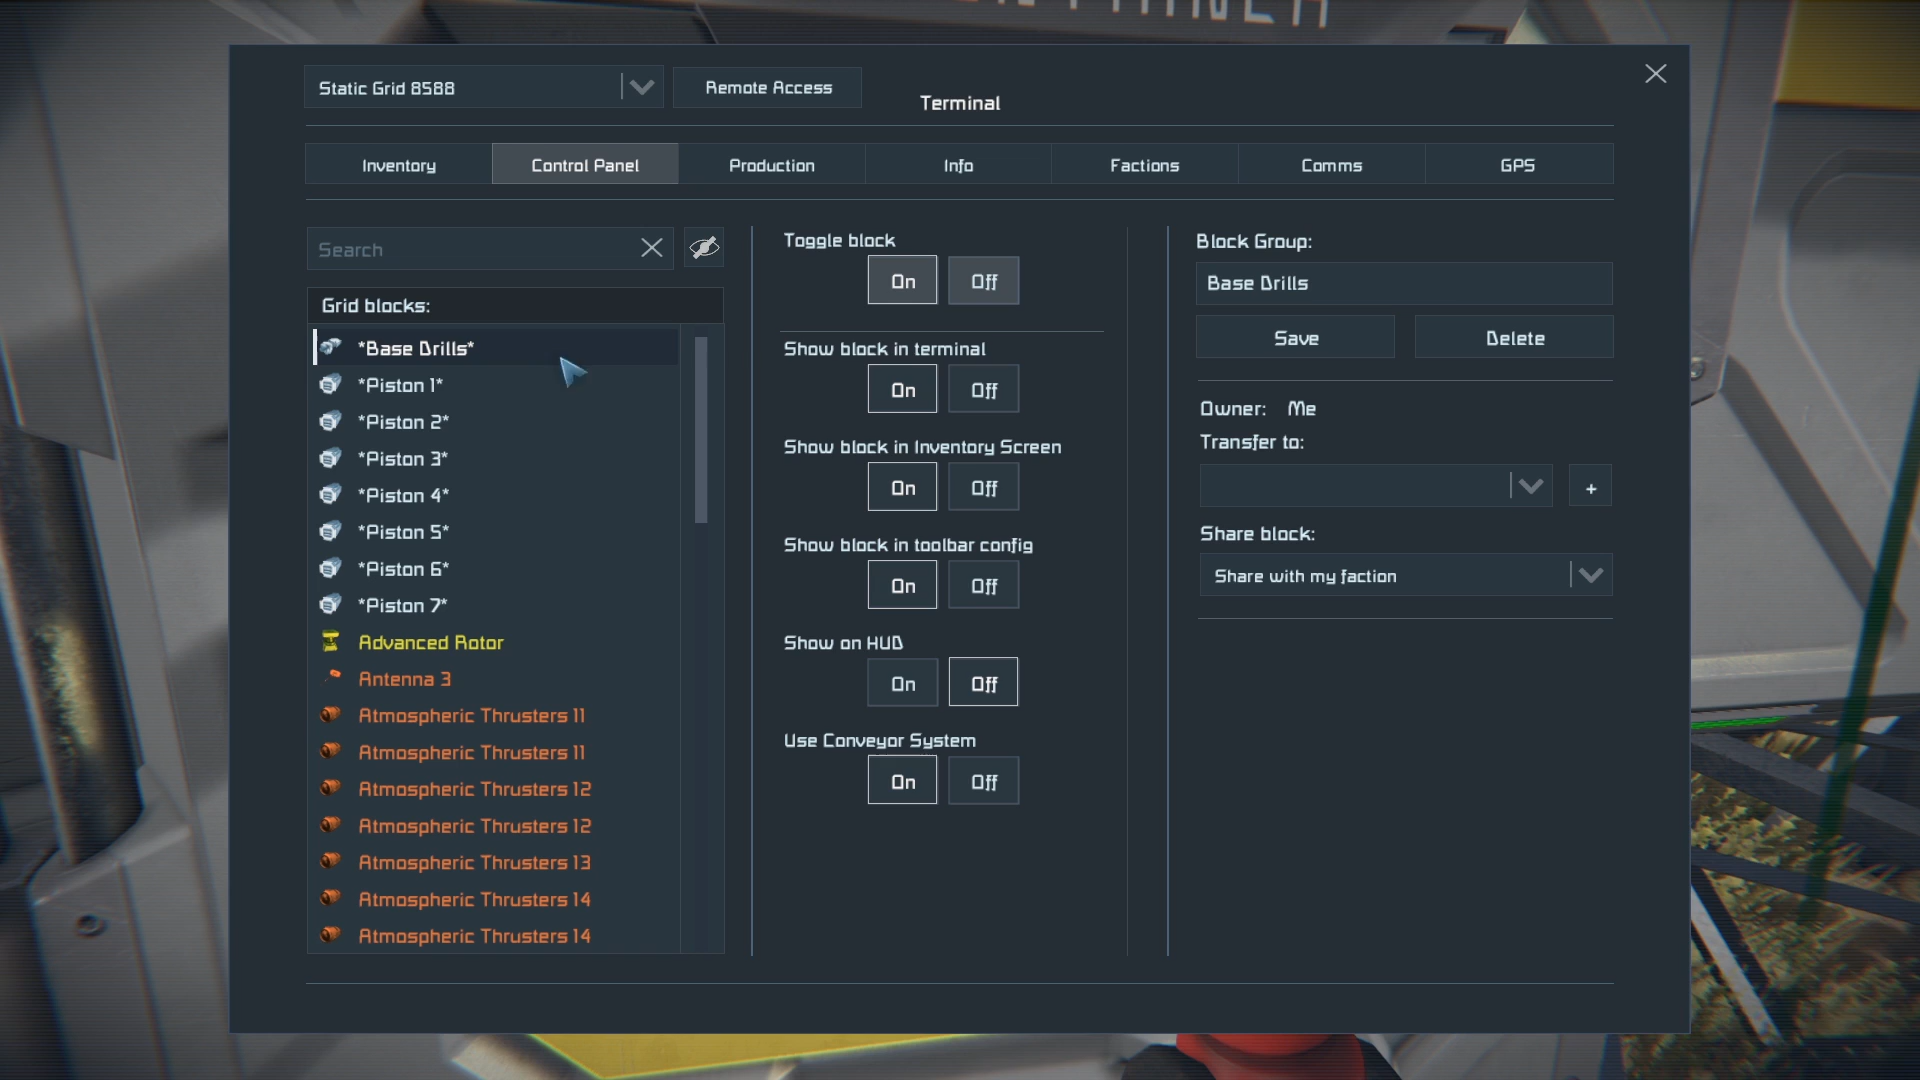 Static Grid 8588
Remote Access
Terminal
Inventory
Control Panel
Production
Info
Factions
Comms
GPS
Search
Grid blocks:
*Base Drills*
*Piston 1*
*Piston 2*
*Piston 3*
*Piston 4*
*Piston 5*
*Piston 6*
*Piston 7*
Advanced Rotor
Antenna 3
Atmospheric Thrusters 11
Atmospheric Thrusters 11
Atmospheric Thrusters 12
Atmospheric Thrusters 12
Atmospheric Thrusters 13
Atmospheric Thrusters 14
Atmospheric Thrusters 14
Toggle block
On Off
Show block in terminal
On Off
Show block in Inventory Screen
On Off
Show block in toolbar config
On Off
Show on HUD
On Off
Use Conveyor System
On Off
Block Group:
Base Drills
Save Delete
Owner: Me
Transfer to:
+
Share block:
Share with my faction